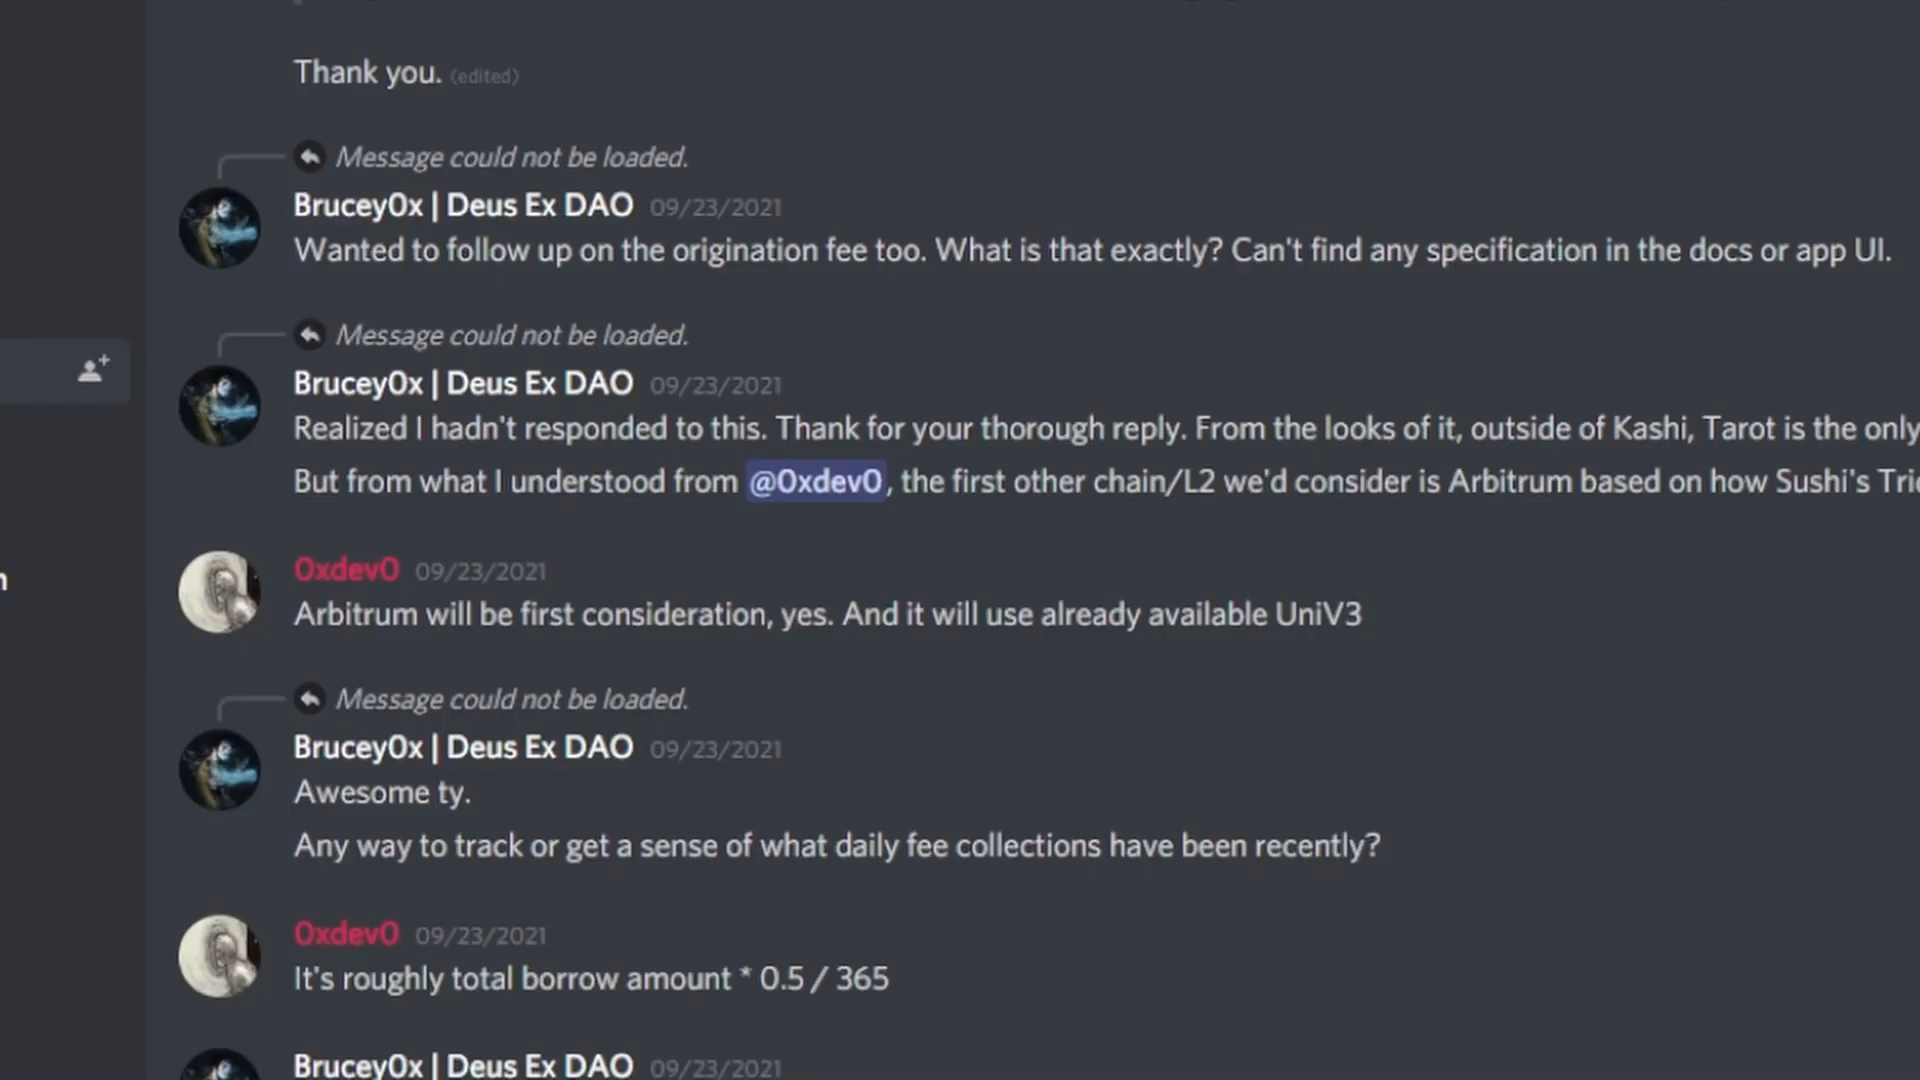 Thank you. (edited)
Message could not be loaded.
Brucey0x | Deus Ex DAO 09/23/2021
Wanted to follow up on the origination fee too. What is that exactly? Can't find any specification in the docs or app UI.
Message could not be loaded.
Brucey0x | Deus Ex DAO 09/23/2021
Realized I hadn't responded to this. Thank for your thorough reply. From the looks of it, outside of Kashi, Tarot is the only
But from what I understood from @0xdev0, the first other chain/L2 we'd consider is Arbitrum based on how Sushi's
0xdev0 09/23/2021
Arbitrum will be first consideration, yes. And it will use already available UniV3
Message could not be loaded.
Brucey0x | Deus Ex DAO 09/23/2021
Awesome ty.
Any way to track or get a sense of what daily fee collections have been recently?
0xdev0 09/23/2021
It's roughly total borrow amount * 0.5 / 365
Brucey0x | Deus Ex DAO 09/23/2021